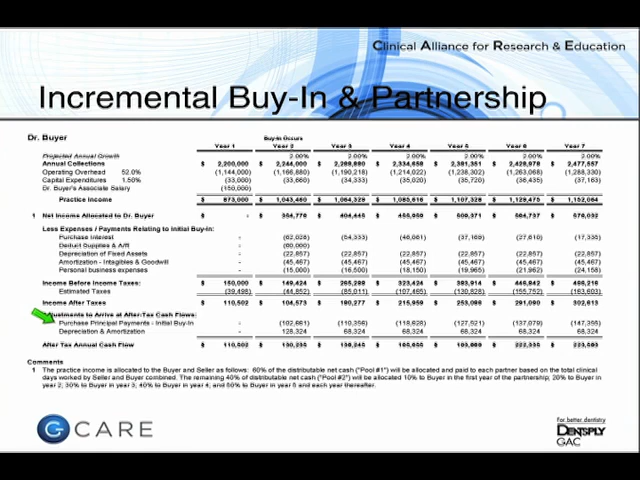 Clinical Alliance for Research & Education
Incremental Buy-In & Partnership
Dr. Buyer
Buy-In Occurs
Year 1 Year 2 Year 3 Year 4 Year 5 Year 6 Year 7
Projected Annual Growth 2.00% 2.00% 2.00% 2.00% 2.00% 2.00%
Annual Collections $ 2,200,000 $ 2,244,000 $ 2,288,880 $ 2,334,658 $ 2,381,351 $ 2,428,978 $ 2,477,557
Operating Overhead 52.0% (1,144,000) (1,166,880) (1,190,218) (1,214,022) (1,238,302) (1,263,068) (1,288,330)
Capital Expenditures 1.50% (33,000) (33,660) (34,333) (35,020) (35,720) (36,435) (37,163)
Dr. Buyer's Associate Salary (150,000)
Practice Income $ 873,000 $ 1,043,460 $ 1,064,329 $ 1,085,616 $ 1,107,328 $ 1,129,475 $ 1,152,064
1 Net Income Allocated to Dr. Buyer $ - $ 354,776 $ 404,445 $ $ $ $
Less Expenses / Payments Relating to Initial Buy-In:
Purchase Interest - (62,028) (54,333) (46,061) (37,169) (27,610) (17,335)
Deduct Supplies & A/R - (60,000)
Depreciation of Fixed Assets - (22,857) (22,857) (22,857) (22,857) (22,857) (22,857)
Amortization - Intangibles & Goodwill - (45,467) (45,467) (45,467) (45,467) (45,467) (45,467)
Personal business expenses - (15,000) (16,500) (18,150) (19,965) (21,962) (24,158)
Income Before Income Taxes: $ 150,000 $ 149,424 $ 265,288 $ 323,424 $ 383,914 $ 446,842 $ 466,216
Estimated Taxes (39,498) (44,852) (85,011) (107,465) (130,828) (155,752) (163,603)
Income After Taxes $ 110,502 $ 104,573 $ 180,277 $ 215,959 $ 253,086 $ 291,090 $ 302,613
Adjustments to Arrive at After-Tax Cash Flows:
Purchase Principal Payments - Initial Buy-In - (102,661) (110,356) (118,628) (127,521) (137,079) (147,355)
Depreciation & Amortization - 128,324 68,324 68,324 68,324 68,324 68,324
After Tax Annual Cash Flow $ 110,502 $ 130,235 $ $ $ $ 222,335 $
Comments
1 The practice income is allocated to the Buyer and Seller as follows: 60% of the distributable net cash ("Pool #1") will be allocated and paid to each partner based on the total clinical
days worked by Seller and Buyer combined. The remaining 40% of distributable net cash ("Pool #2") will be allocated 10% to Buyer in the first year of the partnership; 20% to Buyer in
year 2; 30% to Buyer in year 3; 40% to Buyer in year 4; and 50% to Buyer in year 5 and each year thereafter.
G CARE
For better dentistry
DENTSPLY
GAC